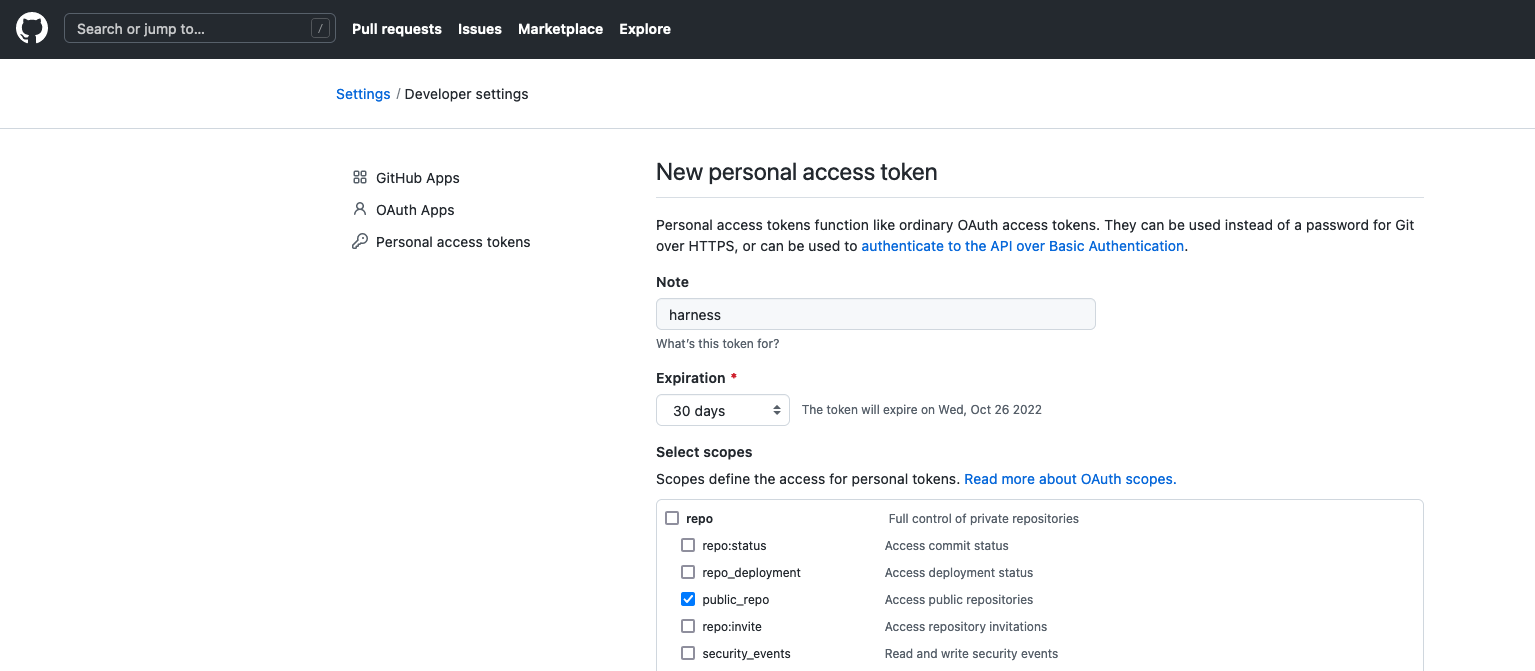 Search or jump to... / Pull requests Issues Marketplace Explore
Settings / Developer settings
GitHub Apps
OAuth Apps
Personal access tokens
New personal access token
Personal access tokens function like ordinary OAuth access tokens. They can be used instead of a password for Git
over HTTPS, or can be used to authenticate to the API over Basic Authentication.
Note
harness
What's this token for?
Expiration *
30 days The token will expire on Wed, Oct 26 2022
Select scopes
Scopes define the access for personal tokens. Read more about OAuth scopes.
repo Full control of private repositories
repo:status Access commit status
repo_deployment Access deployment status
public_repo Access public repositories
repo:invite Access repository invitations
security_events Read and write security events